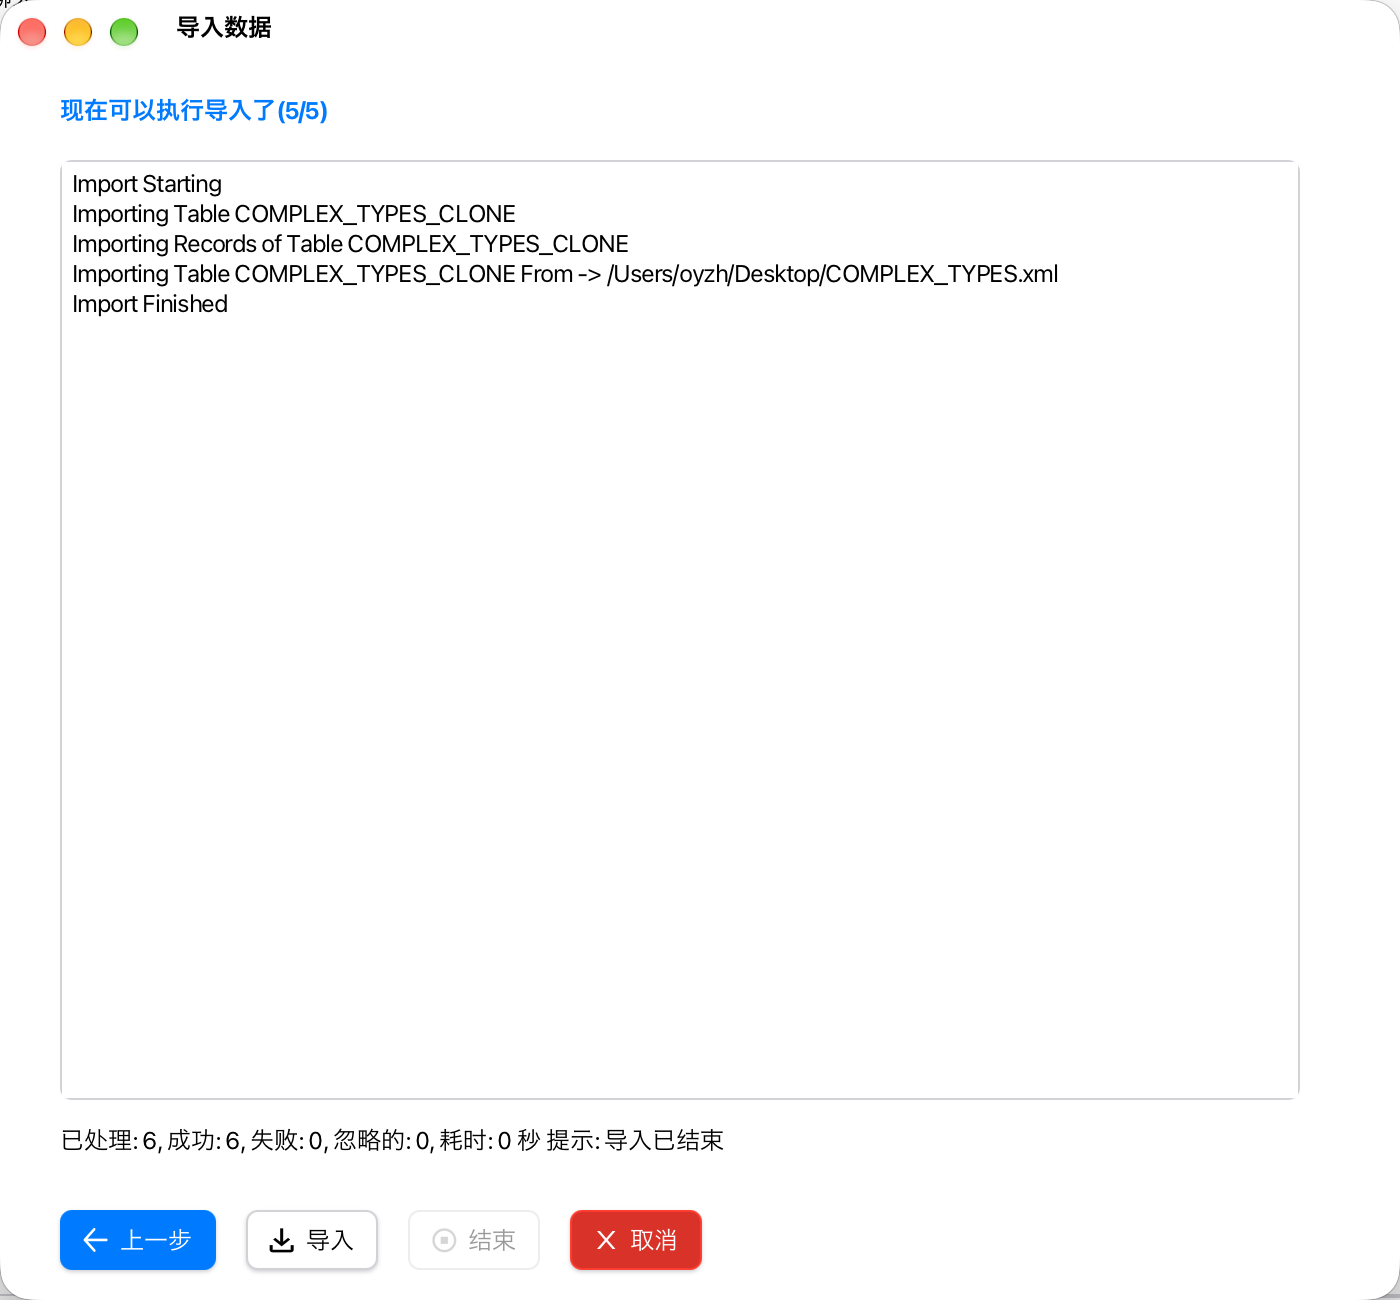 导入数据
现在可以执行导入了(5/5)
Import Starting
Importing Table COMPLEX_TYPES_CLONE
Importing Records of Table COMPLEX_TYPES_CLONE
Importing Table COMPLEX_TYPES_CLONE From -> /Users/oyzh/Desktop/COMPLEX_TYPES.xml
Import Finished
已处理: 6, 成功: 6, 失败: 0, 忽略的: 0, 耗时: 0 秒 提示: 导入已结束
上一步 导入 结束 取消